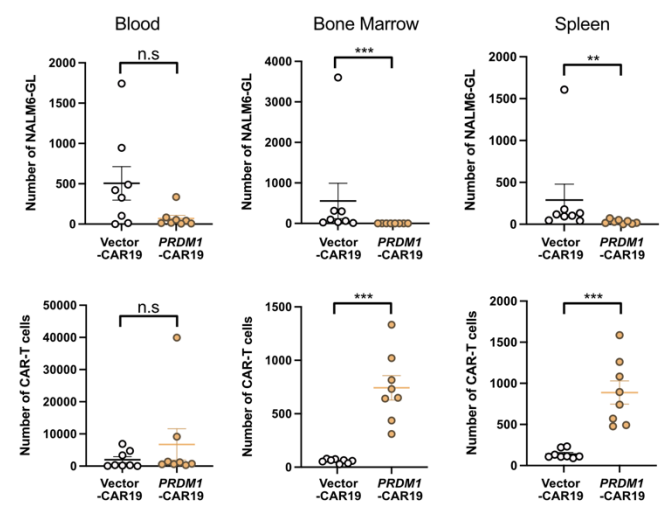 Blood
Bone Marrow
Spleen
Number of NALM6-GL
2000
1500
1000
500
0
n.s
Vector
-CAR19
PRDM1
-CAR19
Number of NALM6-GL
4000
3000
2000
1000
0
***
Vector
-CAR19
PRDM1
-CAR19
Number of NALM6-GL
2000
1500
1000
500
0
**
Vector
-CAR19
PRDM1
-CAR19
Number of CAR-T cells
50000
40000
30000
20000
10000
0
n.s
Vector
-CAR19
PRDM1
-CAR19
Number of CAR-T cells
1500
1000
500
0
***
Vector
-CAR19
PRDM1
-CAR19
Number of CAR-T cells
2000
1500
1000
500
0
***
Vector
-CAR19
PRDM1
-CAR19